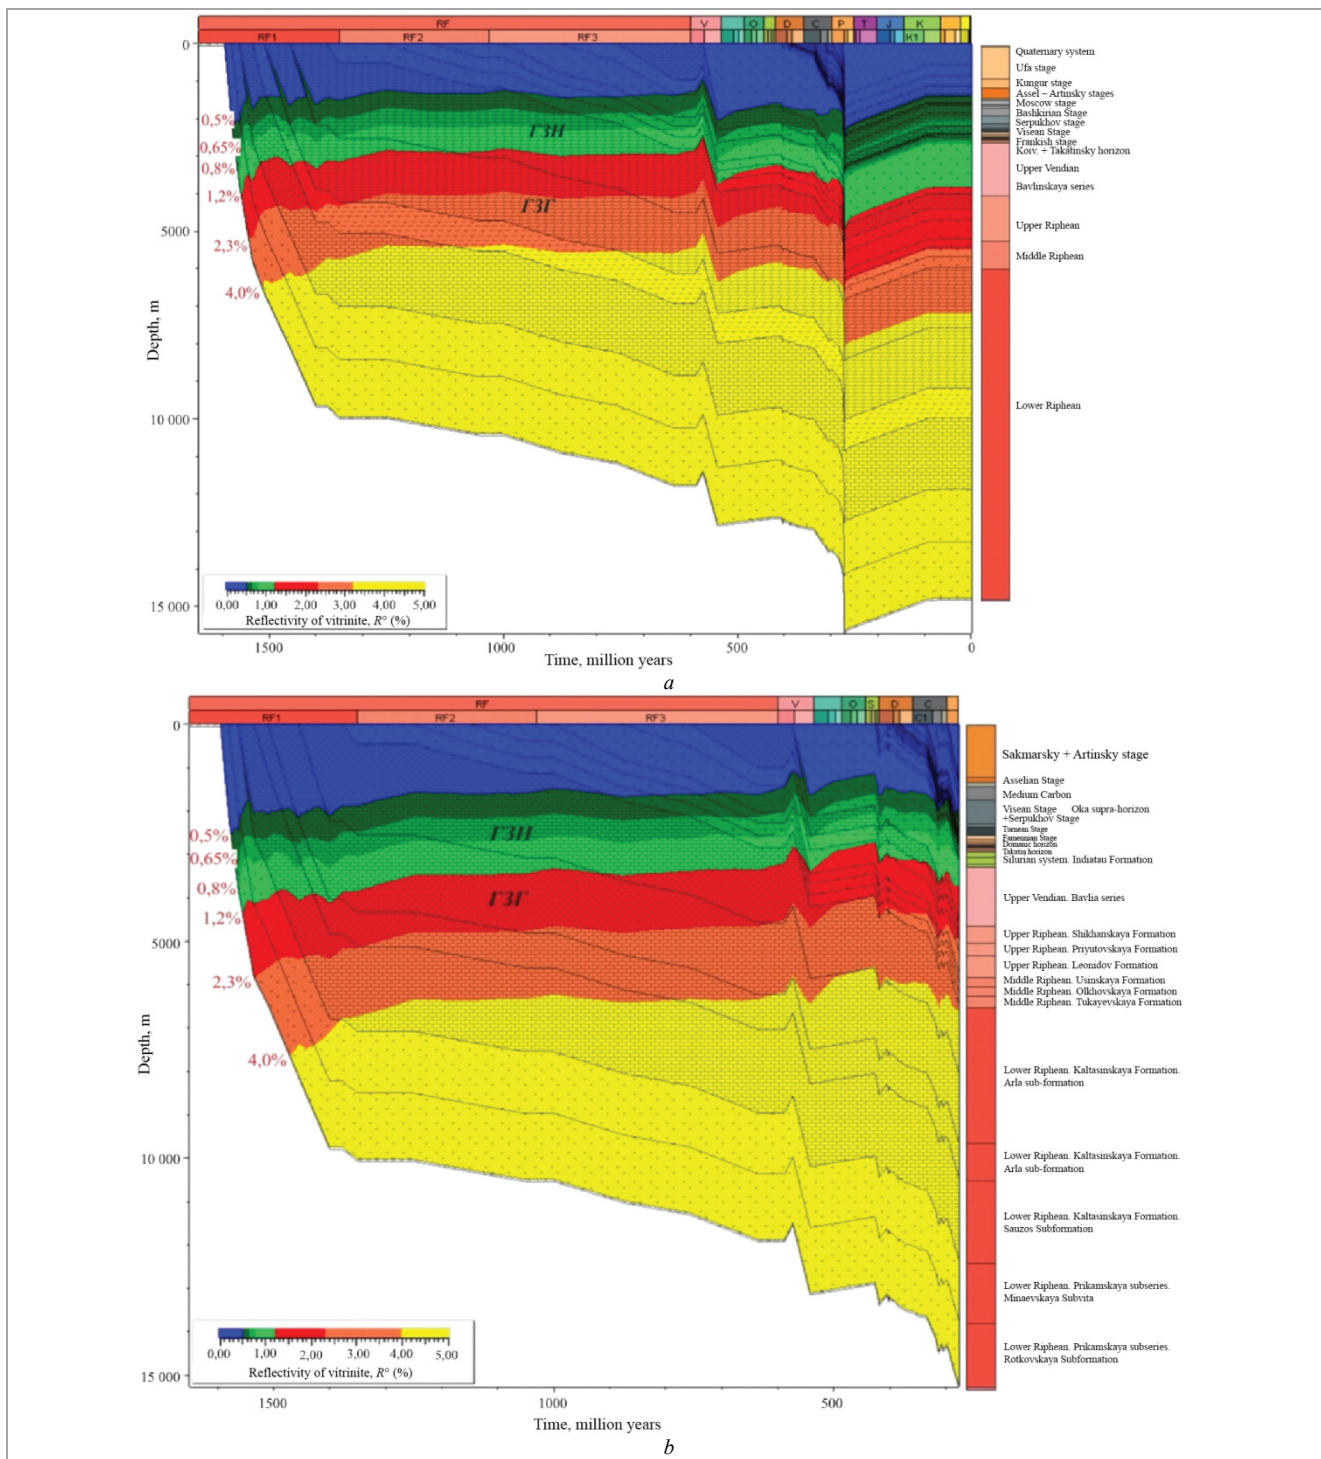 RF
V
O
D
C
P
T
J
K
RF1
RF2
RF3
K1
0
5000
10 000
15 000
Depth, m
0,5%
0,65%
0,8%
1,2%
2,3%
4,0%
ГЗН
ГЗГ
0,00 1,00 2,00 3,00 4,00 5,00
Reflectivity of vitrinite, R° (%)
1500
1000
500
0
Time, million years
a
Quaternary system
Ufa stage
Kungur stage
Assel – Artinsky stages
Moscow stage
Bashkirian Stage
Serpukhov stage
Visean Stage
Frankish stage
Koiv. + Takatinsky horizon
Upper Vendian
Bavlinskaya series
Upper Riphean
Middle Riphean
Lower Riphean
RF
V
O
S
D
C
RF1
RF2
RF3
C1
0
5000
10 000
15 000
Depth, m
0,5%
0,65%
0,8%
1,2%
2,3%
4,0%
ГЗН
ГЗГ
0,00 1,00 2,00 3,00 4,00 5,00
Reflectivity of vitrinite, R° (%)
1500
1000
500
Time, million years
b
Sakmarsky + Artinsky stage
Asselian Stage
Medium Carbon
Visean Stage Oka supra-horizon
+Serpukhov Stage
Turnean Stage
Famennian Stage
Domanic horizon
Takatin horizon
Silurian system. Indiatau Formation
Upper Vendian. Bavlia series
Upper Riphean. Shikhanskaya Formation
Upper Riphean. Priyutovskaya Formation
Upper Riphean. Leonidov Formation
Middle Riphean. Usinskaya Formation
Middle Riphean. Olkhovskaya Formation
Middle Riphean. Tukayevskaya Formation
Lower Riphean. Kaltasinskaya Formation.
Arla sub-formation
Lower Riphean. Kaltasinskaya Formation.
Arla sub-formation
Lower Riphean. Kaltasinskaya Formation.
Sauzos Subformation
Lower Riphean. Prikamskaya subseries.
Minaevskaya Subvita
Lower Riphean. Prikamskaya subseries.
Rotkovskaya Subformation